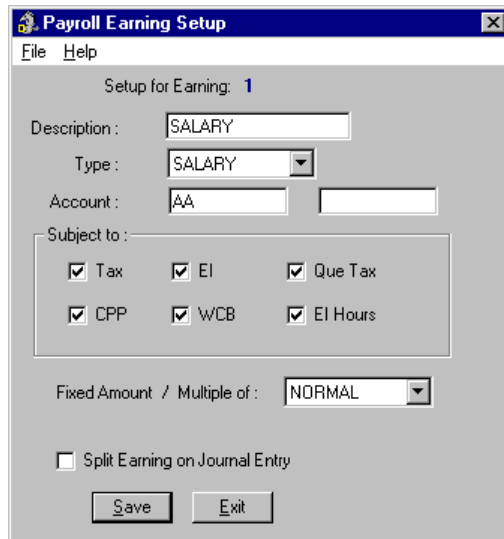 Payroll Earning Setup
File Help
Setup for Earning: 1
Description : SALARY
Type : SALARY
Account : AA
Subject to :
Tax EI Que Tax
CPP WCB EI Hours
Fixed Amount / Multiple of : NORMAL
Split Earning on Journal Entry
Save Exit